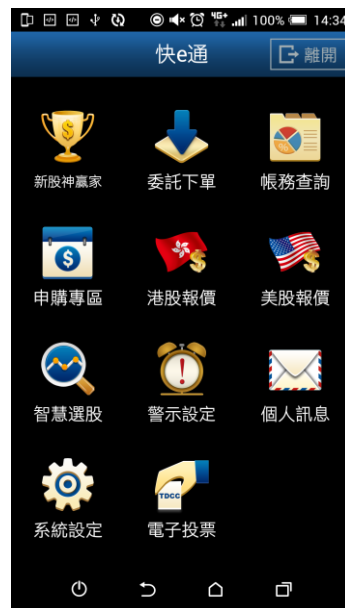 4G+ 100% 14:34
快e通
離開
新股神贏家 委託下單 帳務查詢
申購專區 港股報價 美股報價
智慧選股 警示設定 個人訊息
TDCC
系統設定 電子投票